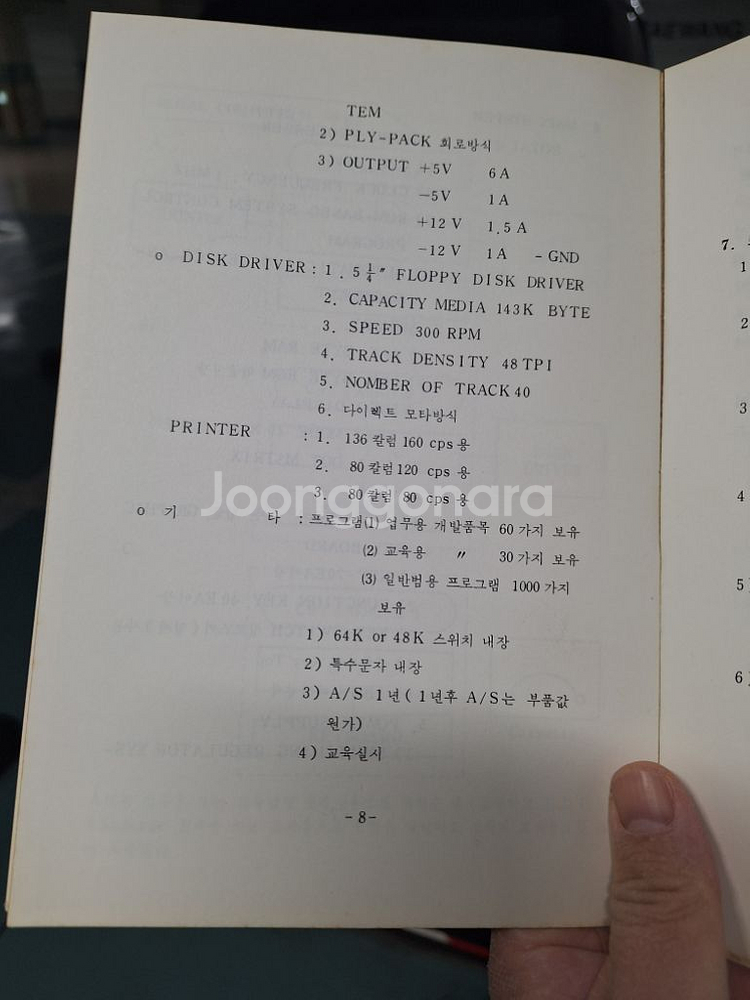 TEM
2) PLY-PACK 회로방식
3) OUTPUT +5V 6A
-5V 1A
+12V 1.5A
-12V 1A -GND
o DISK DRIVER: 1. 5 1/4" FLOPPY DISK DRIVER
2. CAPACITY MEDIA 143K BYTE
3. SPEED 300 RPM
4. TRACK DENSITY 48TPI
5. NOMBER OF TRACK 40
6. 다이렉트 모타방식
PRINTER : 1. 136 칼럼 160 cps 용
2. 80 칼럼 120 cps 용
3. 80 칼럼 80 cps 용
Joonggonara
o 기 타 : 프로그램(1) 업무용 개발품목 60 가지 보유
(2) 교육용 〃 30 가지 보유
(3) 일반범용 프로그램 1000 가지
보유
1) 64K or 48K 스위치 내장
2) 특수문자 내장
3) A/S 1년 ( 1년후 A/S는 부품값
원가)
4) 교육실시
-8-
7.
1
2
3
4
5
6)